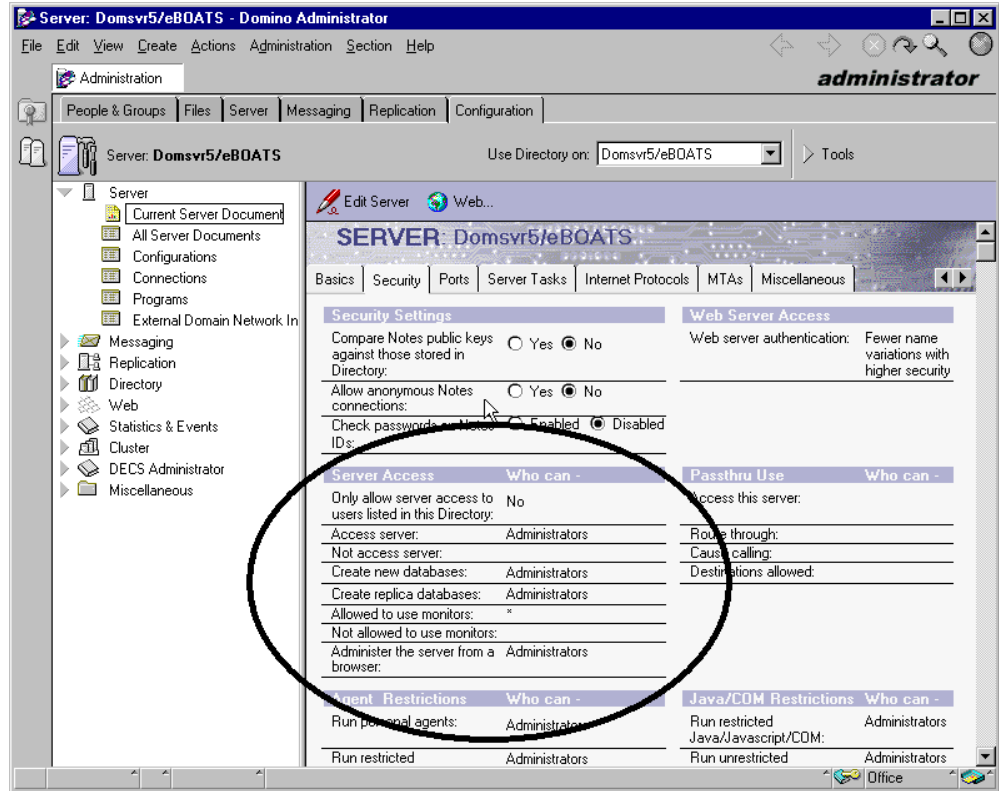 Server: Domsvr5/eBOATS - Domino Administrator
File Edit View Create Actions Administration Section Help
Administration
administrator
People & Groups Files Server Messaging Replication Configuration
Server: Domsvr5/eBOATS
Use Directory on: Domsvr5/eBOATS
Tools
Server
Current Server Document
All Server Documents
Configurations
Connections
Programs
External Domain Network In
Messaging
Replication
Directory
Web
Statistics & Events
Cluster
DECS Administrator
Miscellaneous
Edit Server Web...
SERVER: Domsvr5/eBOATS
Basics Security Ports Server Tasks Internet Protocols MTAs Miscellaneous
Security Settings
Compare Notes public keys
against those stored in
Directory:
Yes No
Allow anonymous Notes
connections:
Yes No
Check passwords on Notes
IDs:
Enabled Disabled
Web Server Access
Web server authentication:
Fewer name
variations with
higher security
Server Access Who can -
Only allow server access to
users listed in this Directory:
No
Access server: Administrators
Not access server:
Create new databases: Administrators
Create replica databases: Administrators
Allowed to use monitors: *
Not allowed to use monitors:
Administer the server from a
browser:
Administrators
Passthru Use Who can -
Access this server:
Route through:
Cause calling:
Destinations allowed:
Agent Restrictions Who can -
Run personal agents: Administrators
Run restricted Administrators
Java/COM Restrictions Who can -
Run restricted
Java/Javascript/COM:
Administrators
Run unrestricted Administrators
Office